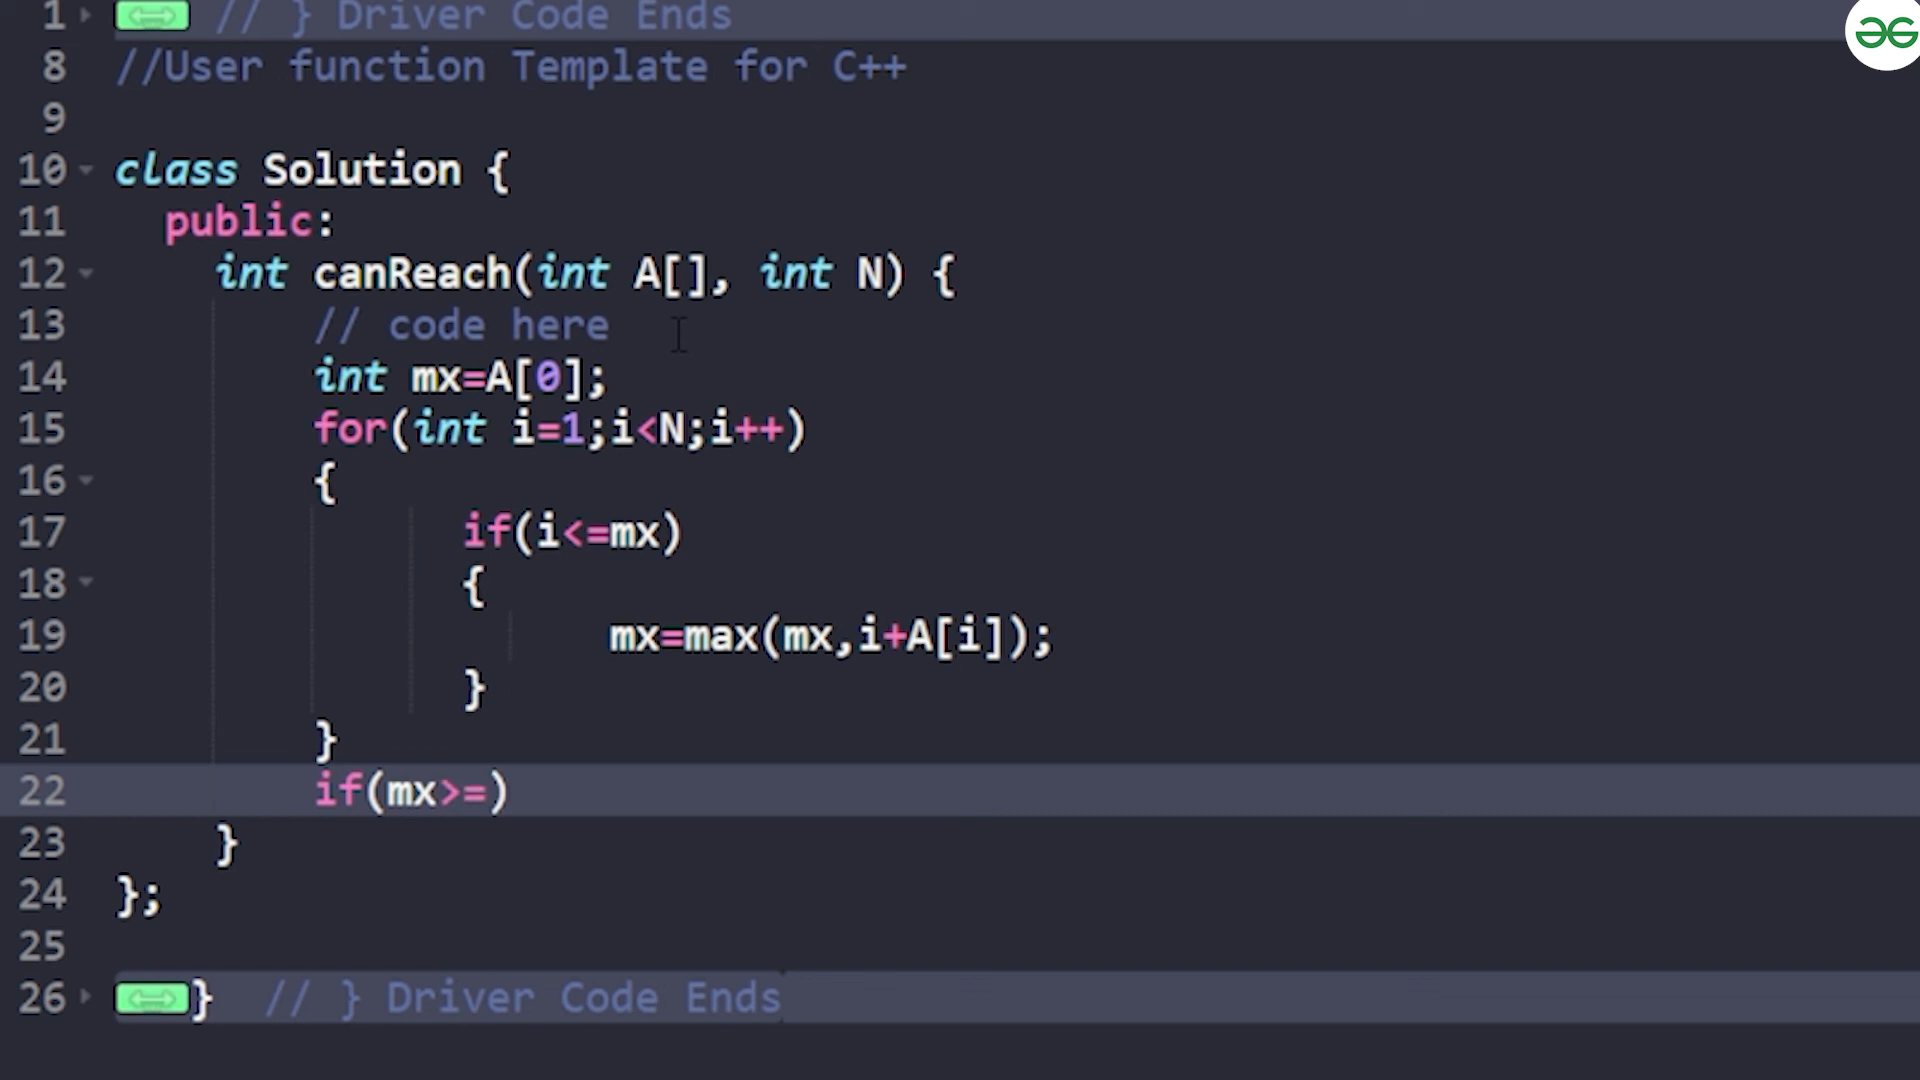 1 // } Driver Code Ends
8 //User function Template for C++
9
10 class Solution {
11 public:
12 int canReach(int A[], int N) {
13 // code here
14 int mx=A[0];
15 for(int i=1;i<N;i++)
16 {
17 if(i<=mx)
18 {
19 mx=max(mx,i+A[i]);
20 }
21 }
22 if(mx>=)
23 }
24 };
25
26 } // } Driver Code Ends